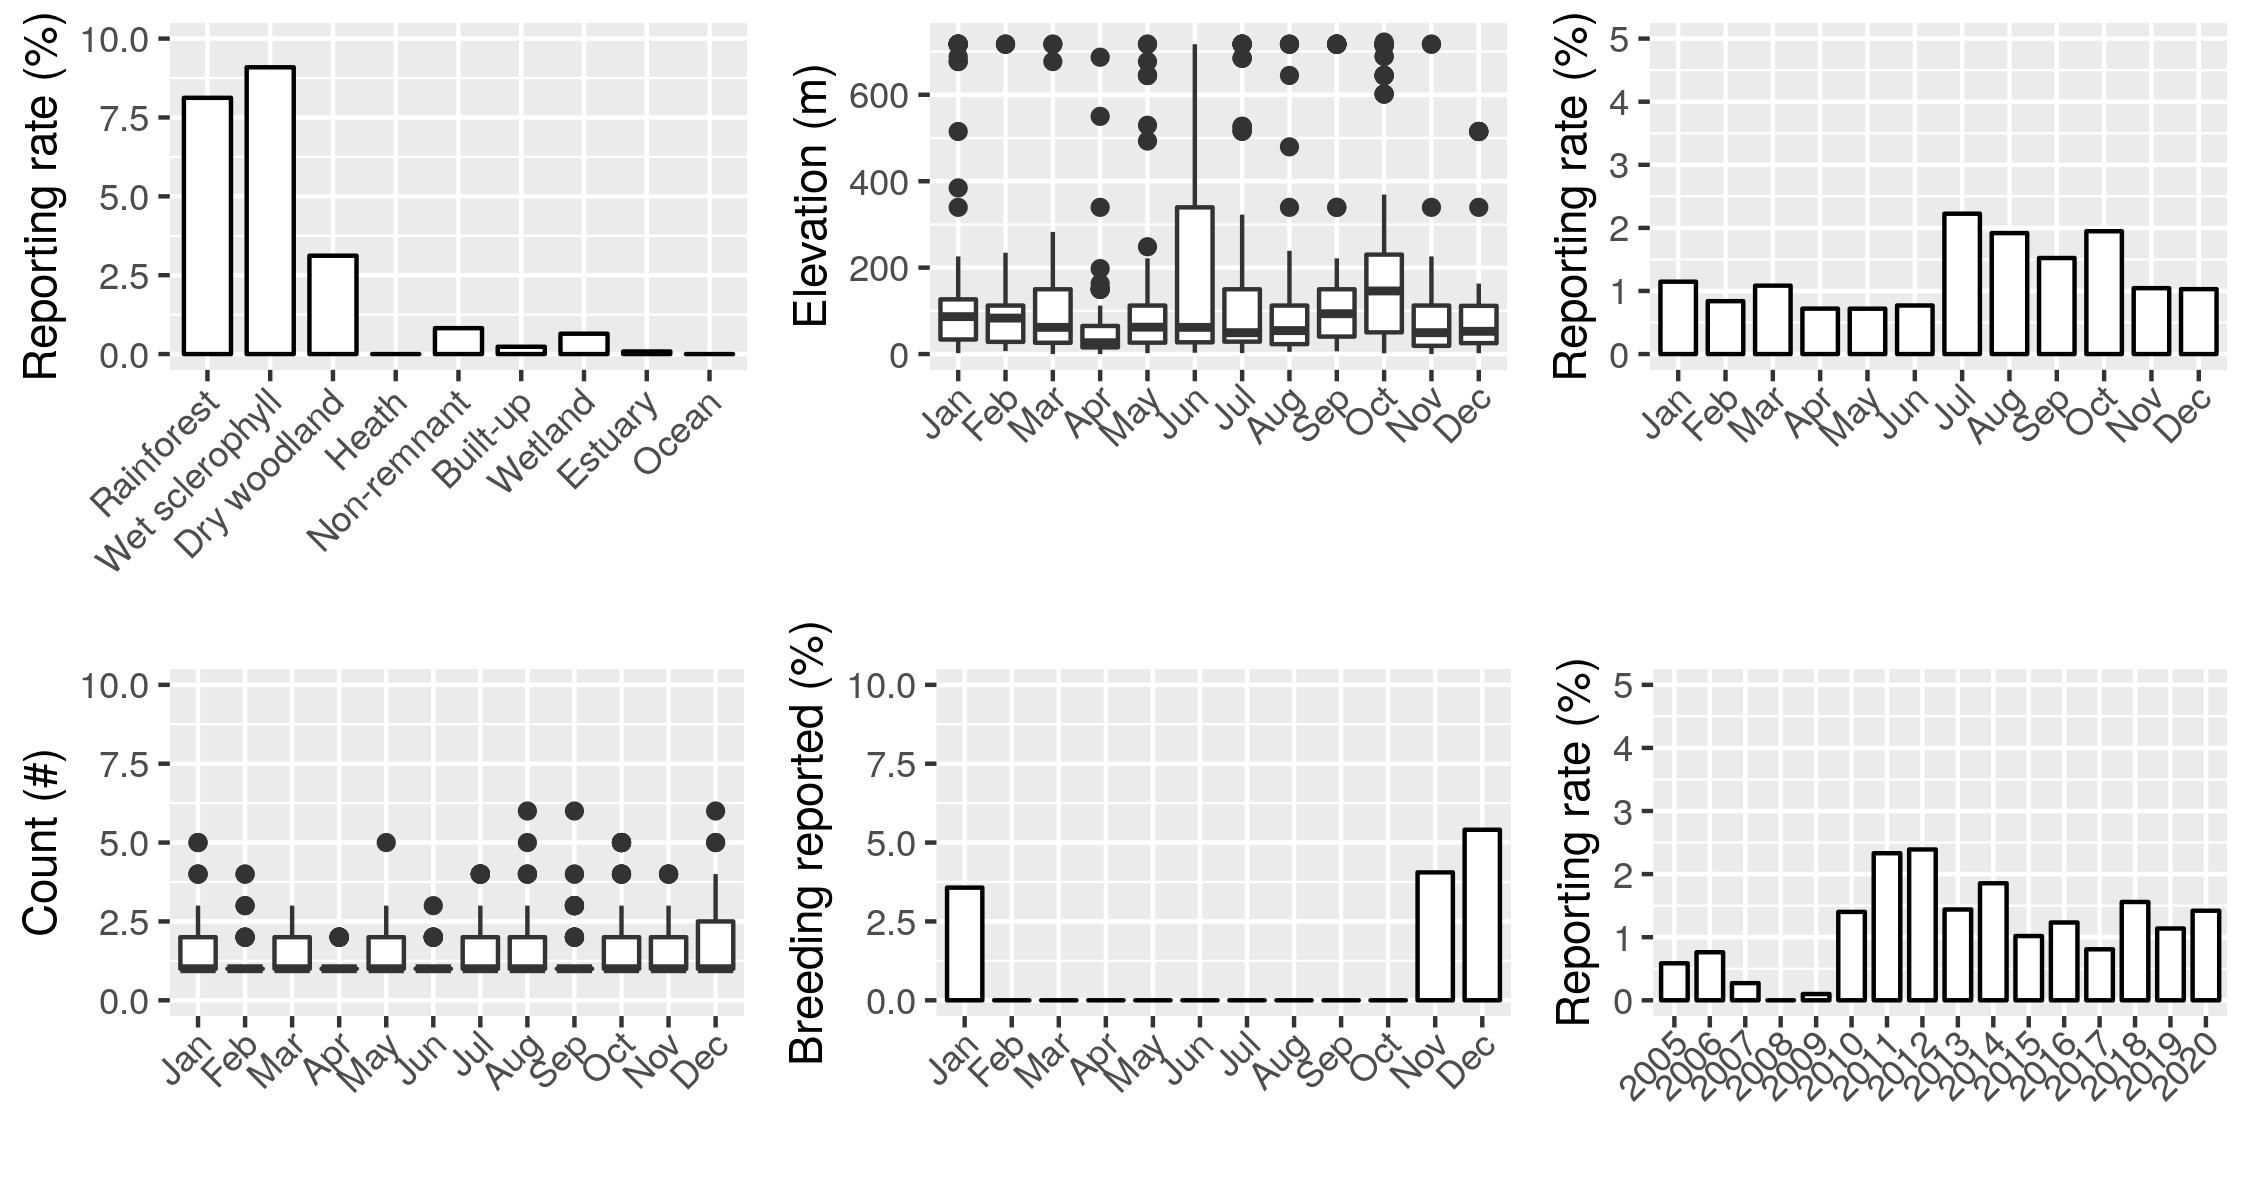 Reporting rate (%)
10.0
7.5
5.0
2.5
0.0
Rainforest
Wet sclerophyll
Dry woodland
Heath
Non-remnant
Built-up
Wetland
Estuary
Ocean
Elevation (m)
600
400
200
0
Jan
Feb
Mar
Apr
May
Jun
Jul
Aug
Sep
Oct
Nov
Dec
Reporting rate (%)
5
4
3
2
1
0
Jan
Feb
Mar
Apr
May
Jun
Jul
Aug
Sep
Oct
Nov
Dec
Count (#)
10.0
7.5
5.0
2.5
0.0
Jan
Feb
Mar
Apr
May
Jun
Jul
Aug
Sep
Oct
Nov
Dec
Breeding reported (%)
10.0
7.5
5.0
2.5
0.0
Jan
Feb
Mar
Apr
May
Jun
Jul
Aug
Sep
Oct
Nov
Dec
Reporting rate (%)
5
4
3
2
1
0
2005
2006
2007
2008
2009
2010
2011
2012
2013
2014
2015
2016
2017
2018
2019
2020